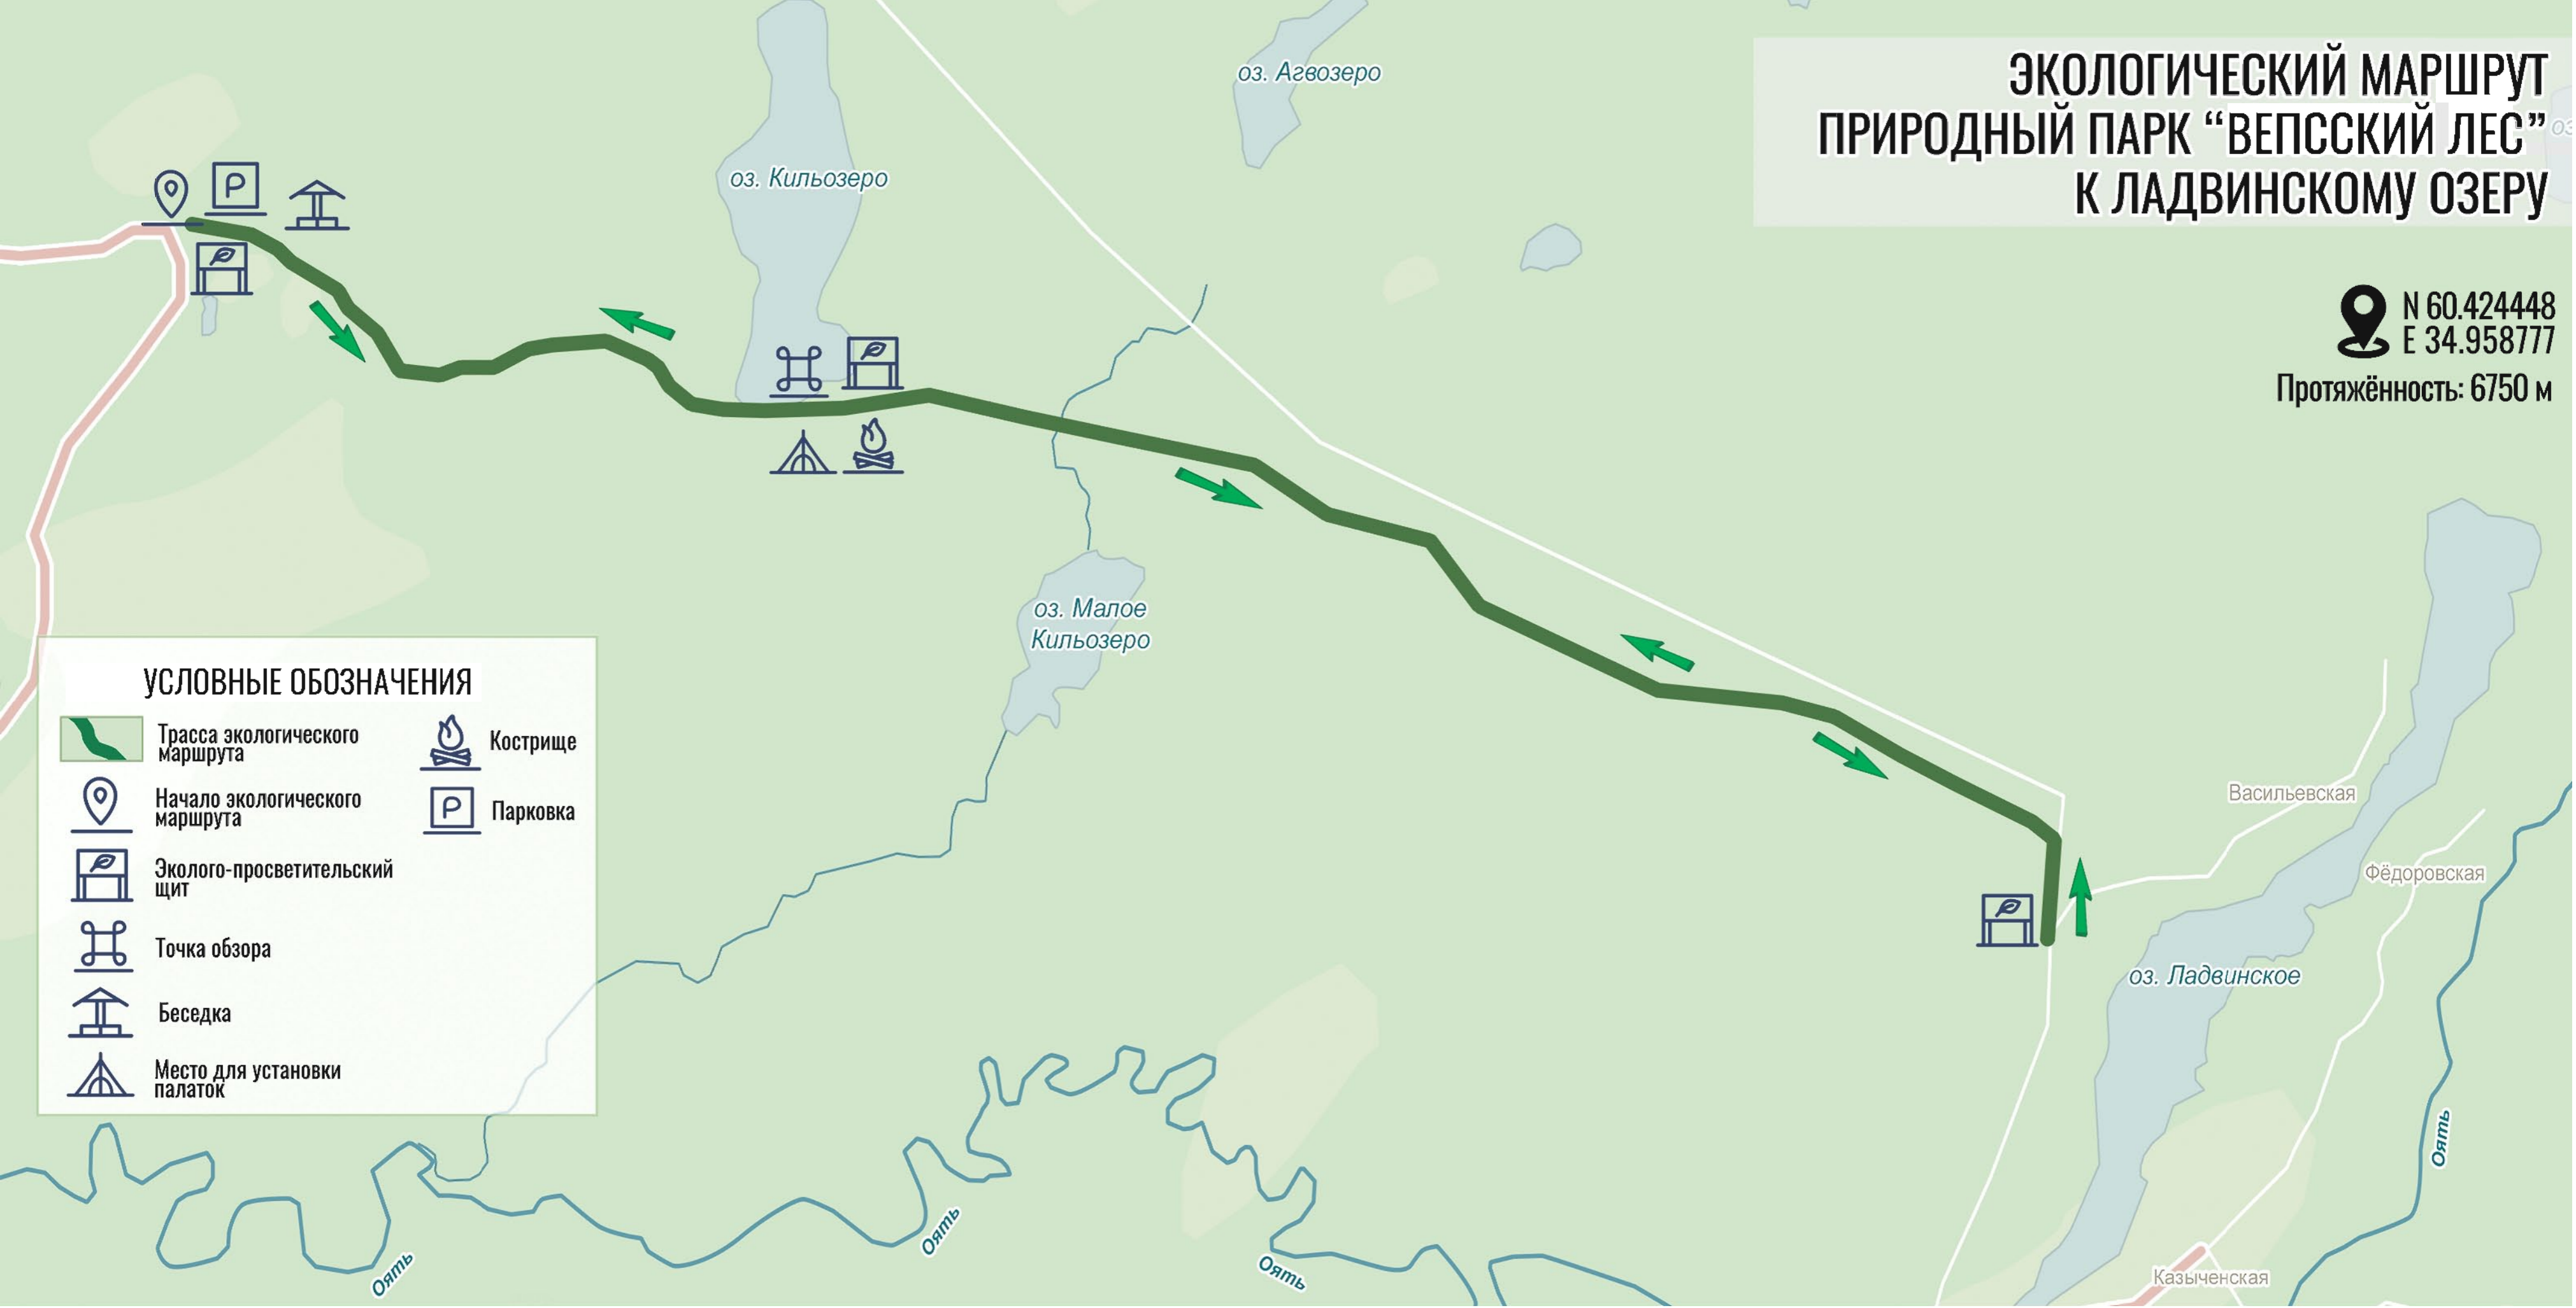 ЭКОЛОГИЧЕСКИЙ МАРШРУТ
ПРИРОДНЫЙ ПАРК “ВЕПССКИЙ ЛЕС”
К ЛАДВИНСКОМУ ОЗЕРУ
N 60.424448
E 34.958777
Протяжённость: 6750 м
оз. Агвозеро
оз. Кильозеро
оз.
оз. Малое
Кильозеро
Васильевская
Фёдоровская
оз. Ладвинское
Казыченская
Оять
Оять
Оять
Оять
УСЛОВНЫЕ ОБОЗНАЧЕНИЯ
Трасса экологического
маршрута
Начало экологического
маршрута
Эколого-просветительский
щит
Точка обзора
Беседка
Место для установки
палаток
Кострище
Парковка
P
P